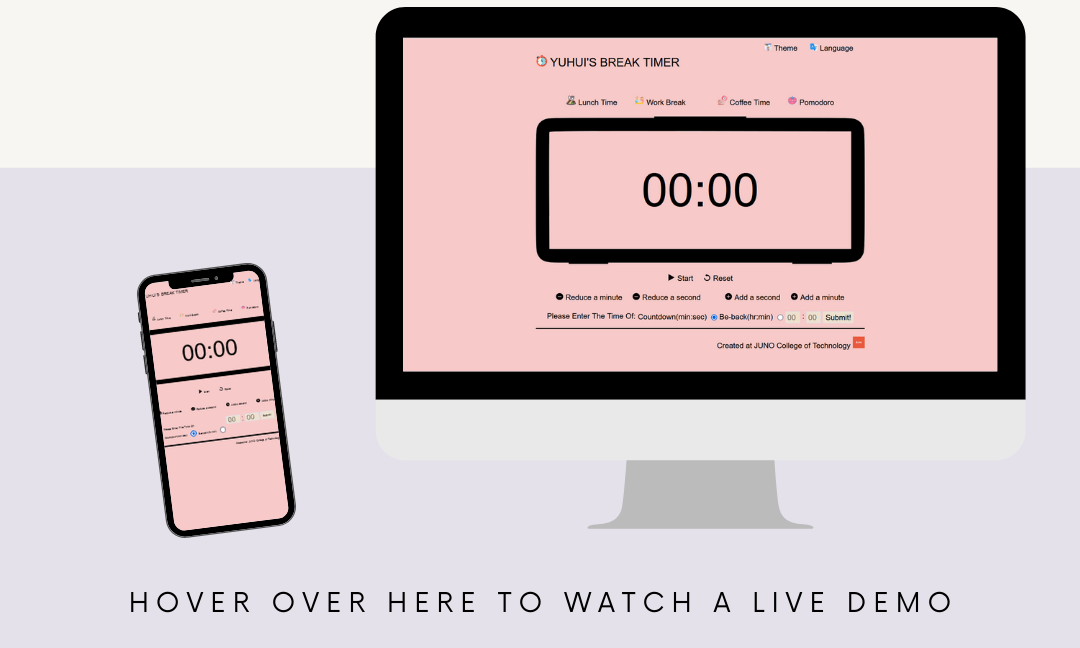 Theme Language
YUHUI'S BREAK TIMER
Lunch Time Work Break Coffee Time Pomodoro
00:00
Start Reset
Reduce a minute Reduce a second Add a second Add a minute
Please Enter The Time Of: Countdown(min:sec) Be-back(hr:min) 00 : 00 Submit!
Created at JUNO College of Technology
YUHUI'S BREAK TIMER
00:00
00 : 00
HOVER OVER HERE TO WATCH A LIVE DEMO